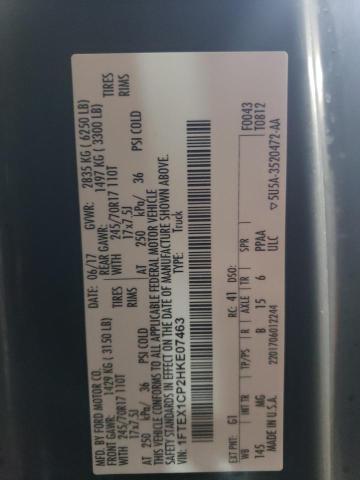 MFD. BY FORD MOTOR CO.
DATE: 06/17 GVWR: 2835 KG ( 6250 LB)
FRONT GAWR: 1429 KG ( 3150 LB) REAR GAWR: 1497 KG ( 3300 LB)
WITH 245/70R17 110T TIRES WITH 245/70R17 110T TIRES
17x7.5J RIMS 17x7.5J RIMS
AT 250 kPa/ 36 PSI COLD AT 250 kPa/ 36 PSI COLD
THIS VEHICLE CONFORMS TO ALL APPLICABLE FEDERAL MOTOR VEHICLE
SAFETY STANDARDS IN EFFECT ON THE DATE OF MANUFACTURE SHOWN ABOVE.
VIN: 1FTEX1CP2HKE07463 TYPE: Truck
F0043
T0812
EXT PNT: G1 RC: 41 DSO:
WB INT TR TP/PS R AXLE TR SPR
145 MG B 15 6 PPAA
ULC
▽5U5A-3520472-AA
MADE IN U.S.A. 2201706012244